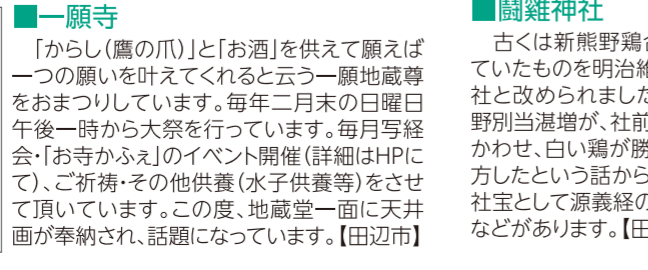 ■一願寺
「からし(鷹の爪)」と「お酒」を供えて願えば
一つの願いを叶えてくれると云う一願地蔵尊
をおまつりしています。毎年二月末の日曜日
午後一時から大祭を行っています。毎月写経
会・「お寺かふぇ」のイベント開催(詳細はHPに
て)、ご祈祷・その他供養(水子供養等)をさせ
て頂いています。この度、地蔵堂一面に天井
画が奉納され、話題になっています。【田辺市】
■闘雞神社
古くは新熊野鶏合
ていたものを明治維
社と改められました
野別当湛増が、社前
かわせ、白い鶏が勝
方したという話から
社宝として源義経の
などがあります。【田